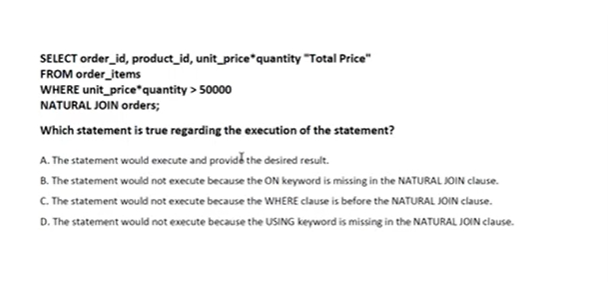 SELECT order_id, product_id, unit_price*quantity "Total Price"
FROM order_items
WHERE unit_price*quantity > 50000
NATURAL JOIN orders;
Which statement is true regarding the execution of the statement?
A. The statement would execute and provide the desired result.
B. The statement would not execute because the ON keyword is missing in the NATURAL JOIN clause.
C. The statement would not execute because the WHERE clause is before the NATURAL JOIN clause.
D. The statement would not execute because the USING keyword is missing in the NATURAL JOIN clause.